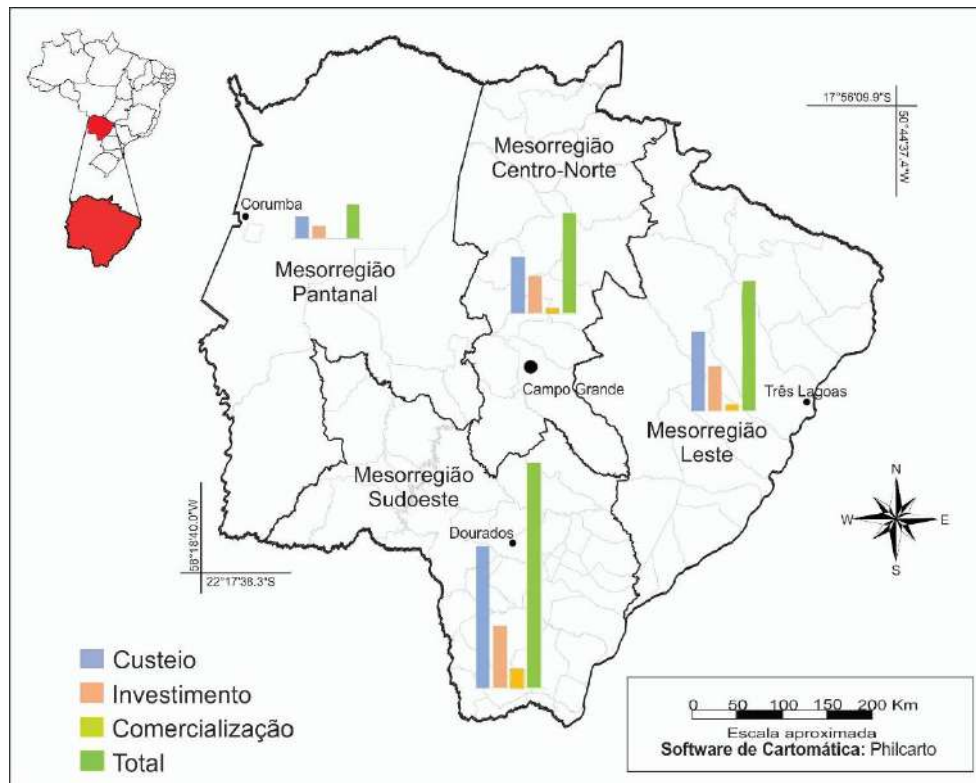 17°56'09.9"S
50°44'37.4"W
Mesorregião
Centro-Norte
Corumba
Mesorregião
Pantanal
Campo Grande
Três Lagoas
Mesorregião
Leste
Mesorregião
Sudoeste
Dourados
N
W
E
S
58°18'40.0"W
22°17'38.3"S
Custeio
Investimento
Comercialização
Total
0 50 100 150 200 Km
Escala aproximada
Software de Cartomática: Philcarto